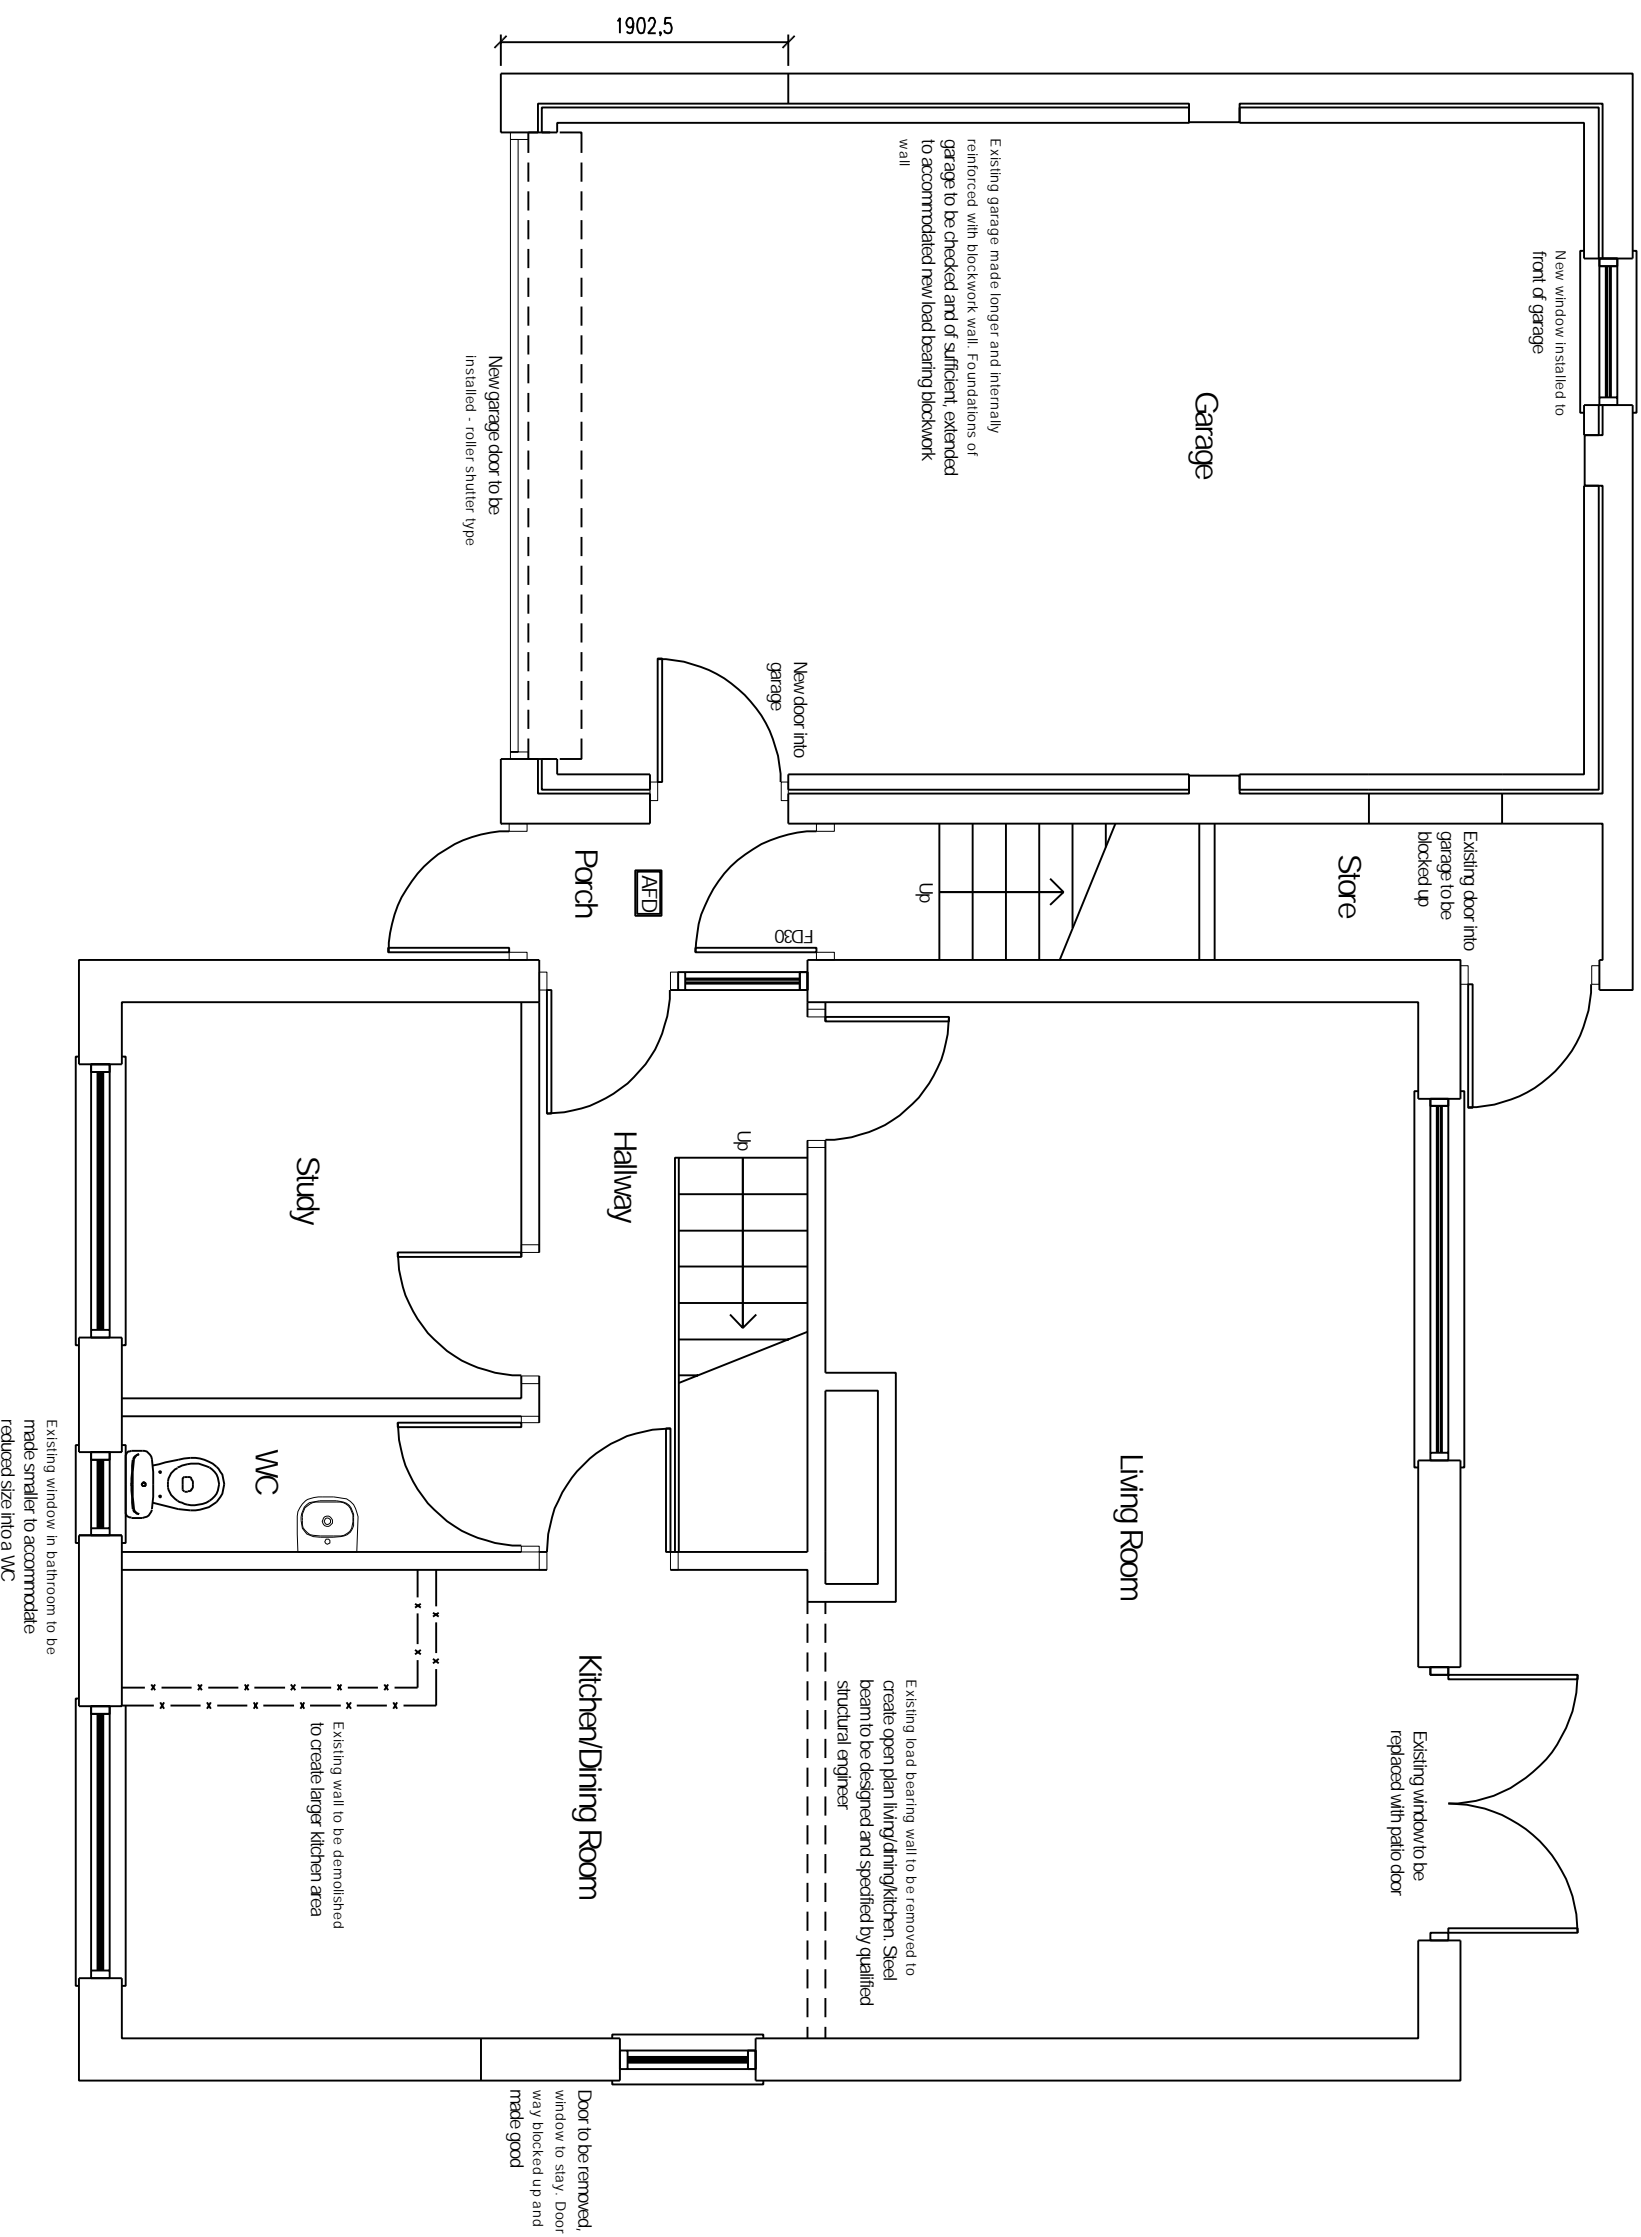 1902,5
New window installed to
front of garage
Garage
Existing garage made longer and internally
reinforced with blockwork wall. Foundations of
garage to be checked and of sufficient, extended
to accommodated new load bearing blockwork
wall
New garage door to be
installed - roller shutter type
New door into
garage
Existing door into
garage to be
blocked up
Store
Up
FD30
AFD
Porch
Hallway
Up
Study
WC
Existing window in bathroom to be
made smaller to accommodate
reduced size into a WC
Living Room
Existing window to be
replaced with patio door
Existing load bearing wall to be removed to
create open plan living/dining/kitchen. Steel
beam to be designed and specified by qualified
structural engineer
Kitchen/Dining Room
Existing wall to be demolished
to create larger kitchen area
Door to be removed,
window to stay. Door
way blocked up and
made good